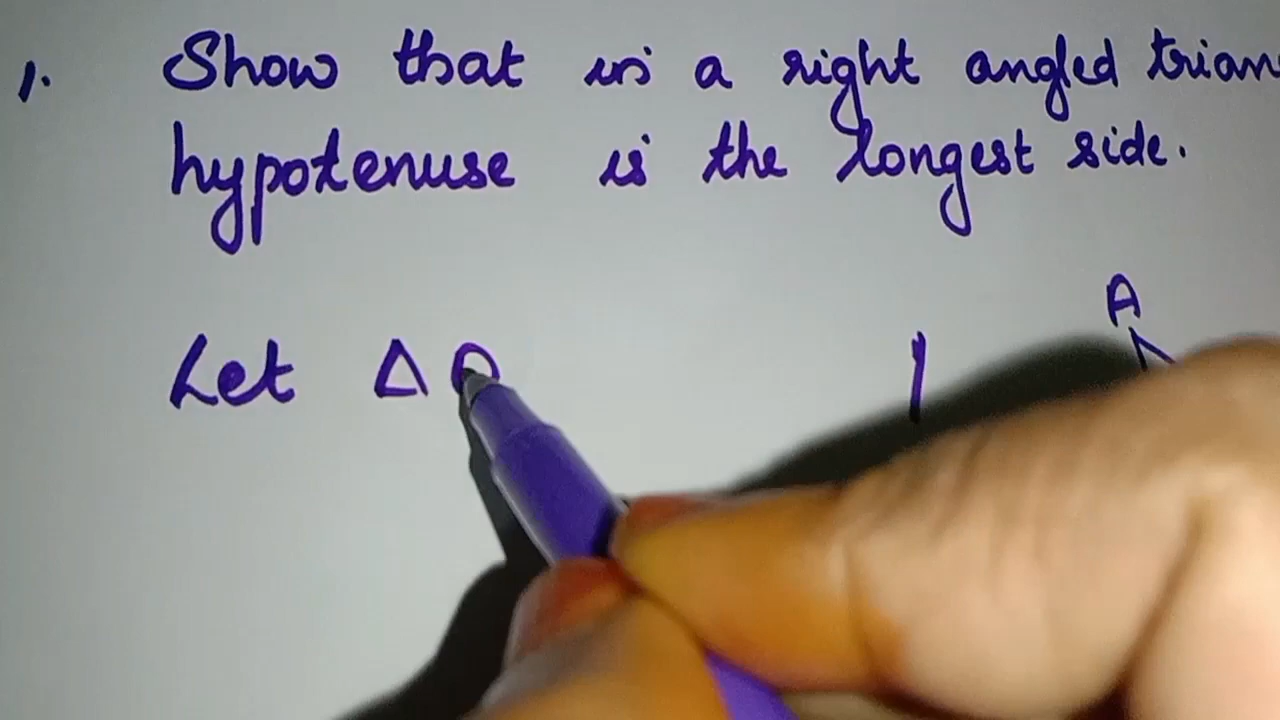 1. Show that in a right angled trian
hypotenuse is the longest side.
A
Let Δ